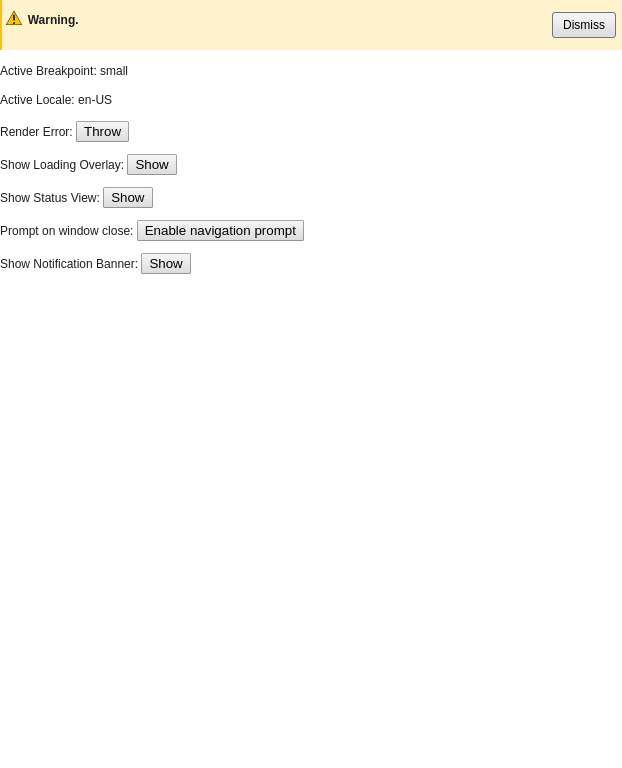 Warning.
Dismiss
Active Breakpoint: small
Active Locale: en-US
Render Error: Throw
Show Loading Overlay: Show
Show Status View: Show
Prompt on window close: Enable navigation prompt
Show Notification Banner: Show